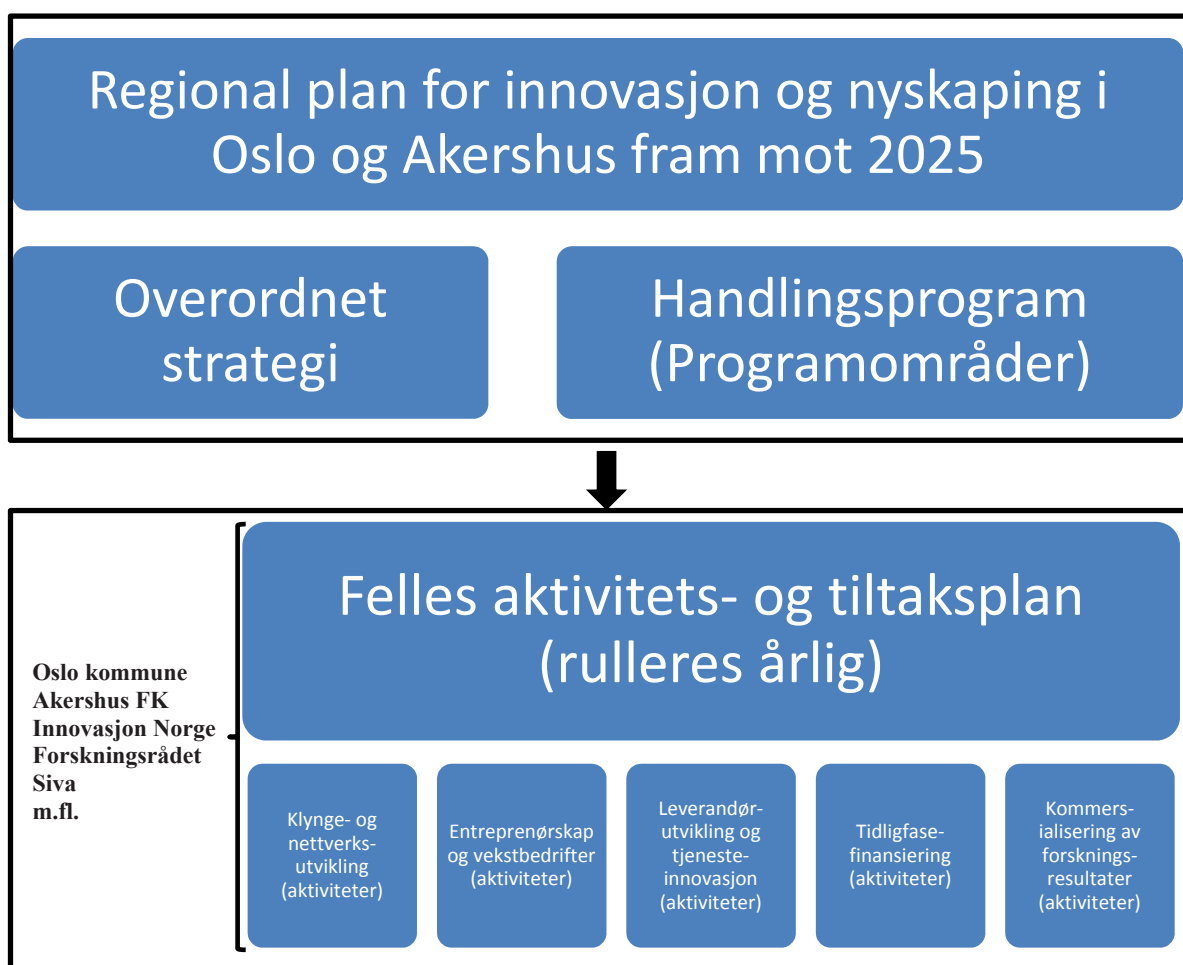 Regional plan for innovasjon og nyskaping i
Oslo og Akershus fram mot 2025
Overordnet
strategi
Handlingsprogram
(Programområder)
Oslo kommune
Akershus FK
Innovasjon Norge
Forskningsrådet
Siva
m.fl.
Felles aktivitets- og tiltaksplan
(rulleres årlig)
Klynge- og
nettverks-
utvikling
(aktiviteter)
Entreprenørskap
og vekstbedrifter
(aktiviteter)
Leverandør-
utvikling og
tjeneste-
innovasjon
(aktiviteter)
Tidligfase-
finansiering
(aktiviteter)
Kommers-
ialisering av
forsknings-
resultater
(aktiviteter)